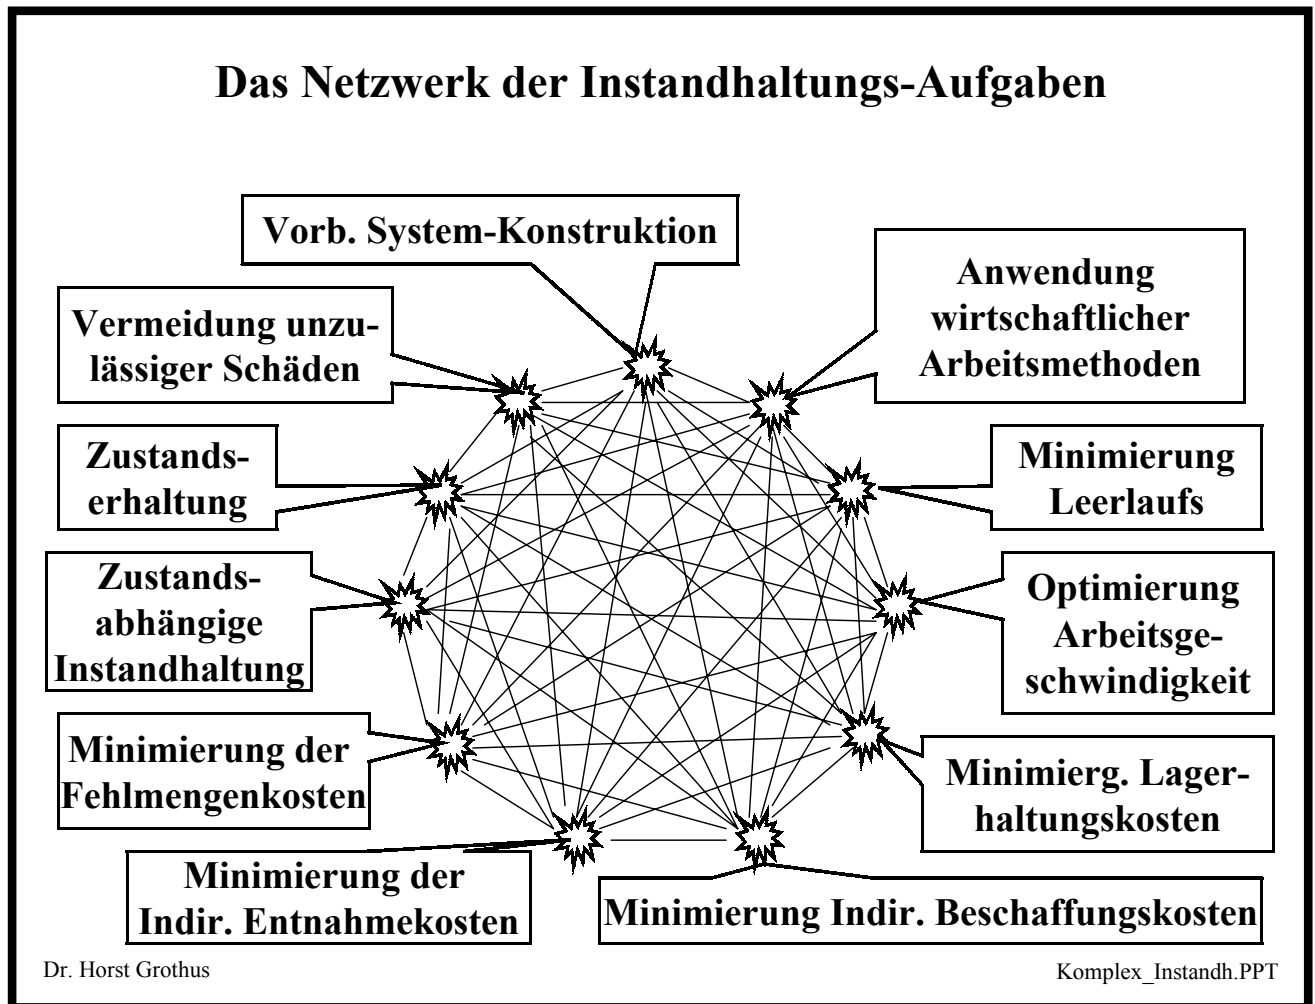 Das Netzwerk der Instandhaltungs-Aufgaben
Vorb. System-Konstruktion
Anwendung
wirtschaftlicher
Arbeitsmethoden
Vermeidung unzu-
lässiger Schäden
Zustands-
erhaltung
Minimierung
Leerlaufs
Zustands-
abhängige
Instandhaltung
Optimierung
Arbeitsge-
schwindigkeit
Minimierung der
Fehlmengenkosten
Minimierg. Lager-
haltungskosten
Minimierung der
Indir. Entnahmekosten
Minimierung Indir. Beschaffungskosten
Dr. Horst Grothus
Komplex_Instandh.PPT